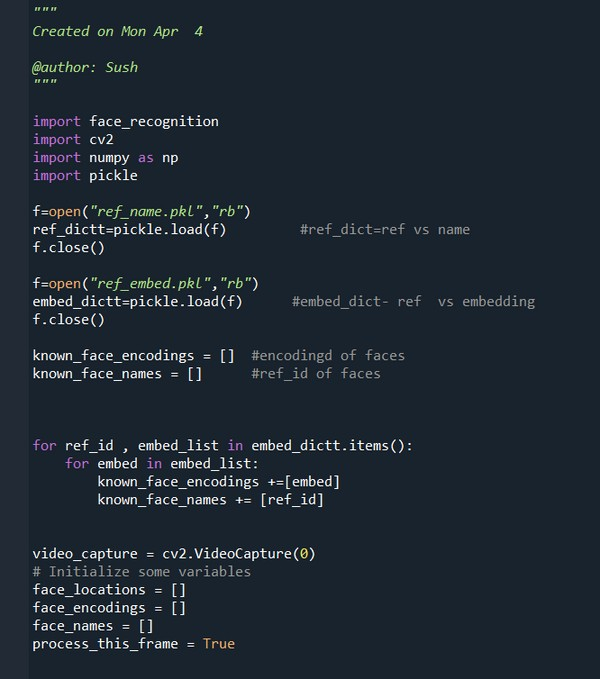 """
Created on Mon Apr  4

@author: Sush
"""

import face_recognition
import cv2
import numpy as np
import pickle

f=open("ref_name.pkl","rb")
ref_dictt=pickle.load(f)         #ref_dict=ref vs name
f.close()

f=open("ref_embed.pkl","rb")
embed_dictt=pickle.load(f)      #embed_dict- ref  vs embedding
f.close()

known_face_encodings = []  #encodingd of faces
known_face_names = []      #ref_id of faces

for ref_id , embed_list in embed_dictt.items():
    for embed in embed_list:
        known_face_encodings +=[embed]
        known_face_names += [ref_id]

video_capture = cv2.VideoCapture(0)
# Initialize some variables
face_locations = []
face_encodings = []
face_names = []
process_this_frame = True